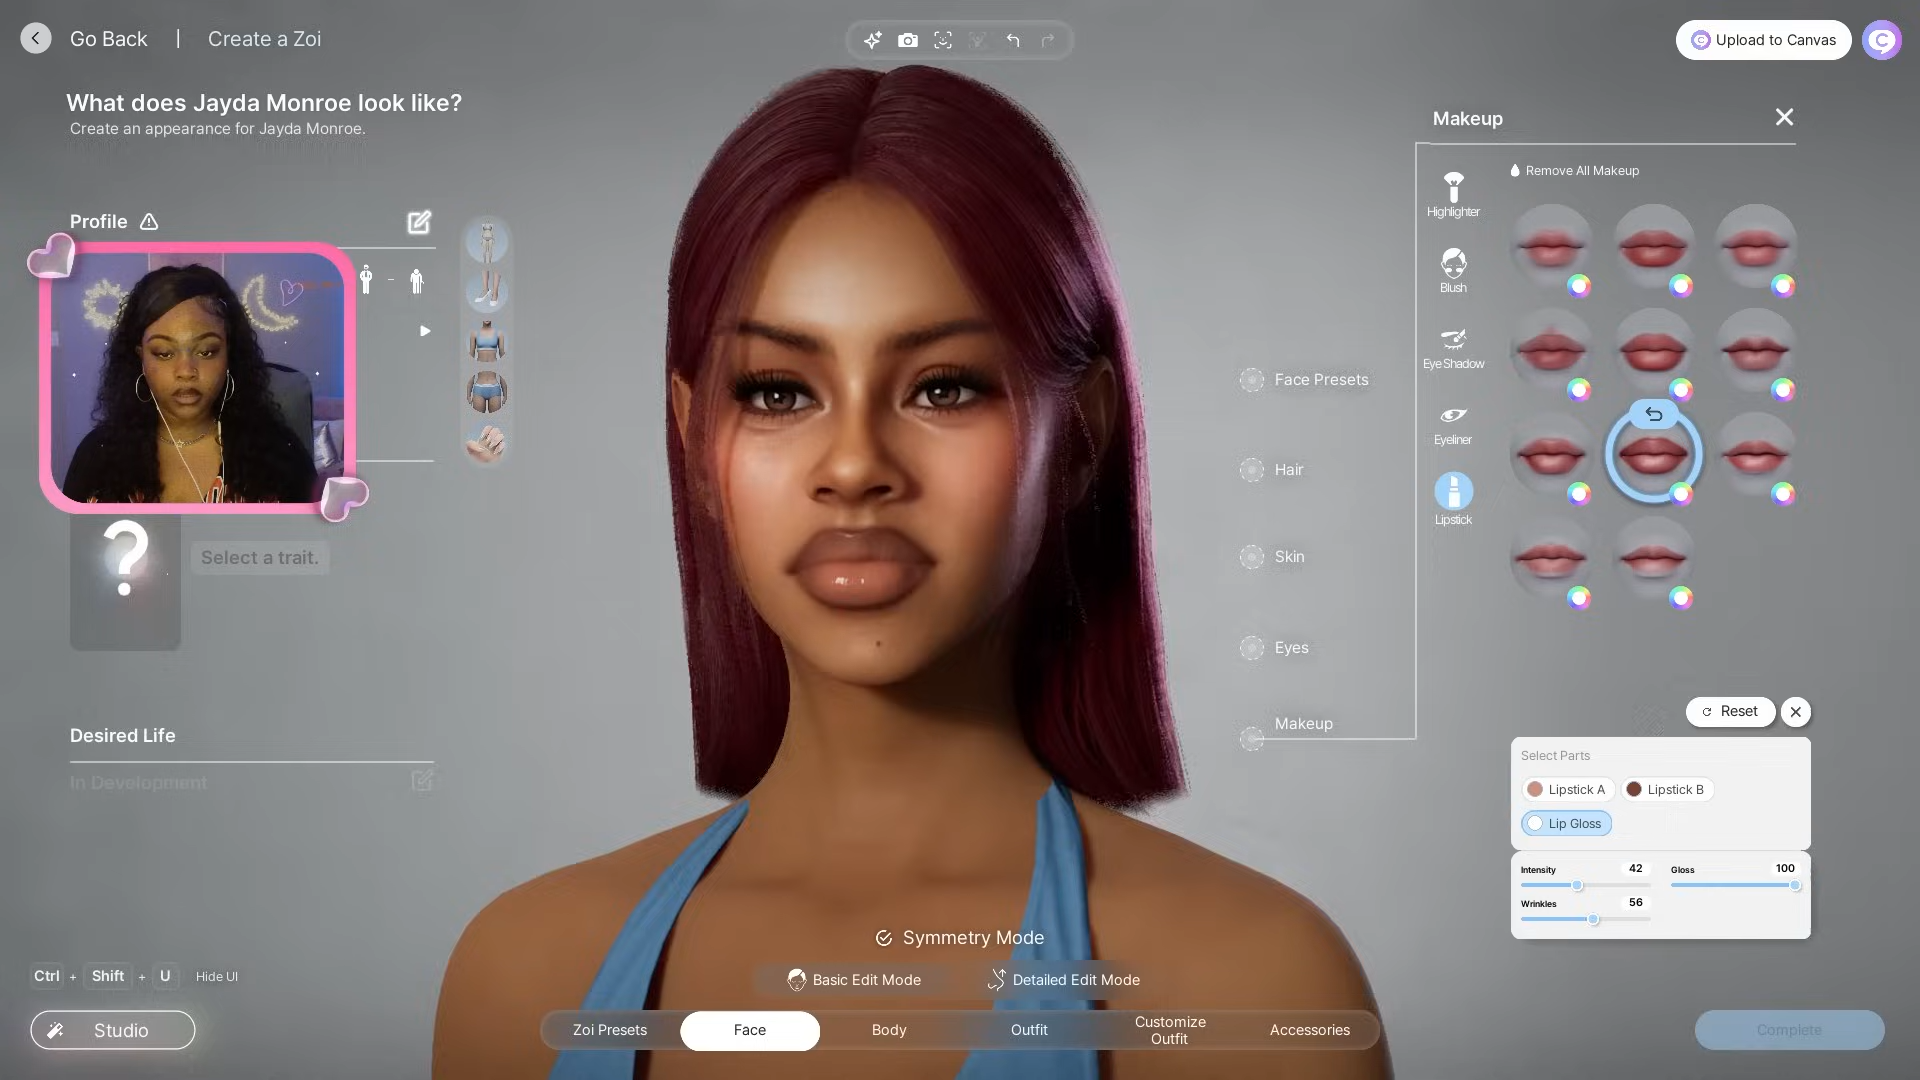 Go Back | Create a Zoi
Upload to Canvas
What does Jayda Monroe look like?
Create an appearance for Jayda Monroe.
Profile
Select a trait.
Desired Life
In Development
Ctrl + Shift + U Hide UI
Studio
Face Presets
Hair
Skin
Eyes
Makeup
Makeup
Remove All Makeup
Highlighter
Blush
Eye Shadow
Eyeliner
Lipstick
Reset
Select Parts
Lipstick A
Lipstick B
Lip Gloss
Intensity 42
Gloss 100
Wrinkles 56
Symmetry Mode
Basic Edit Mode
Detailed Edit Mode
Zoi Presets
Face
Body
Outfit
Customize
Outfit
Accessories
Complete